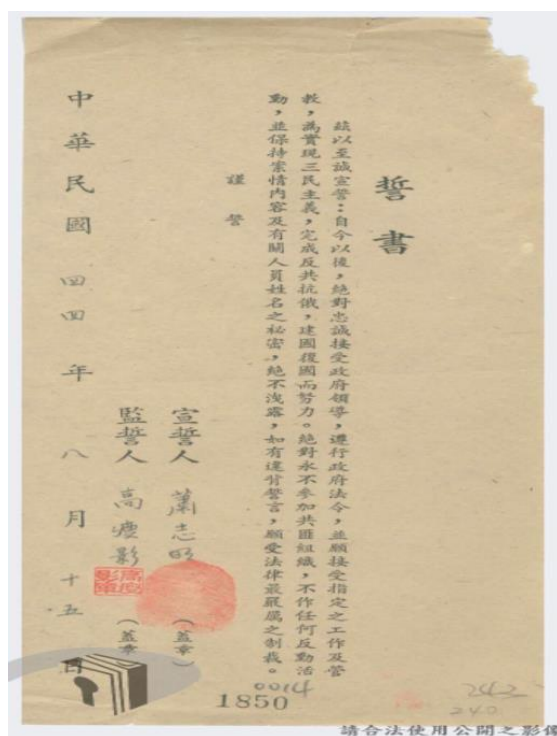 誓書
茲以至誠宣誓：自今以後，絕對忠誠接受政府領導，遵行政府法令，並願接受指定之工作及管
教，為實現三民主義，完成反共抗俄，建國復國而努力。絕對永不參加共匪組織，不作任何反動活
動，並保持案情內容及有關人員姓名之秘密，絕不洩露，如有違背誓言，願受法律最嚴厲之制裁。
謹誓
宣誓人 蕭志明 （蓋章）
監誓人 高慶影 （蓋章）
中華民國四四年八月十五日
0014
1850
242
240
請合法使用公開之影像